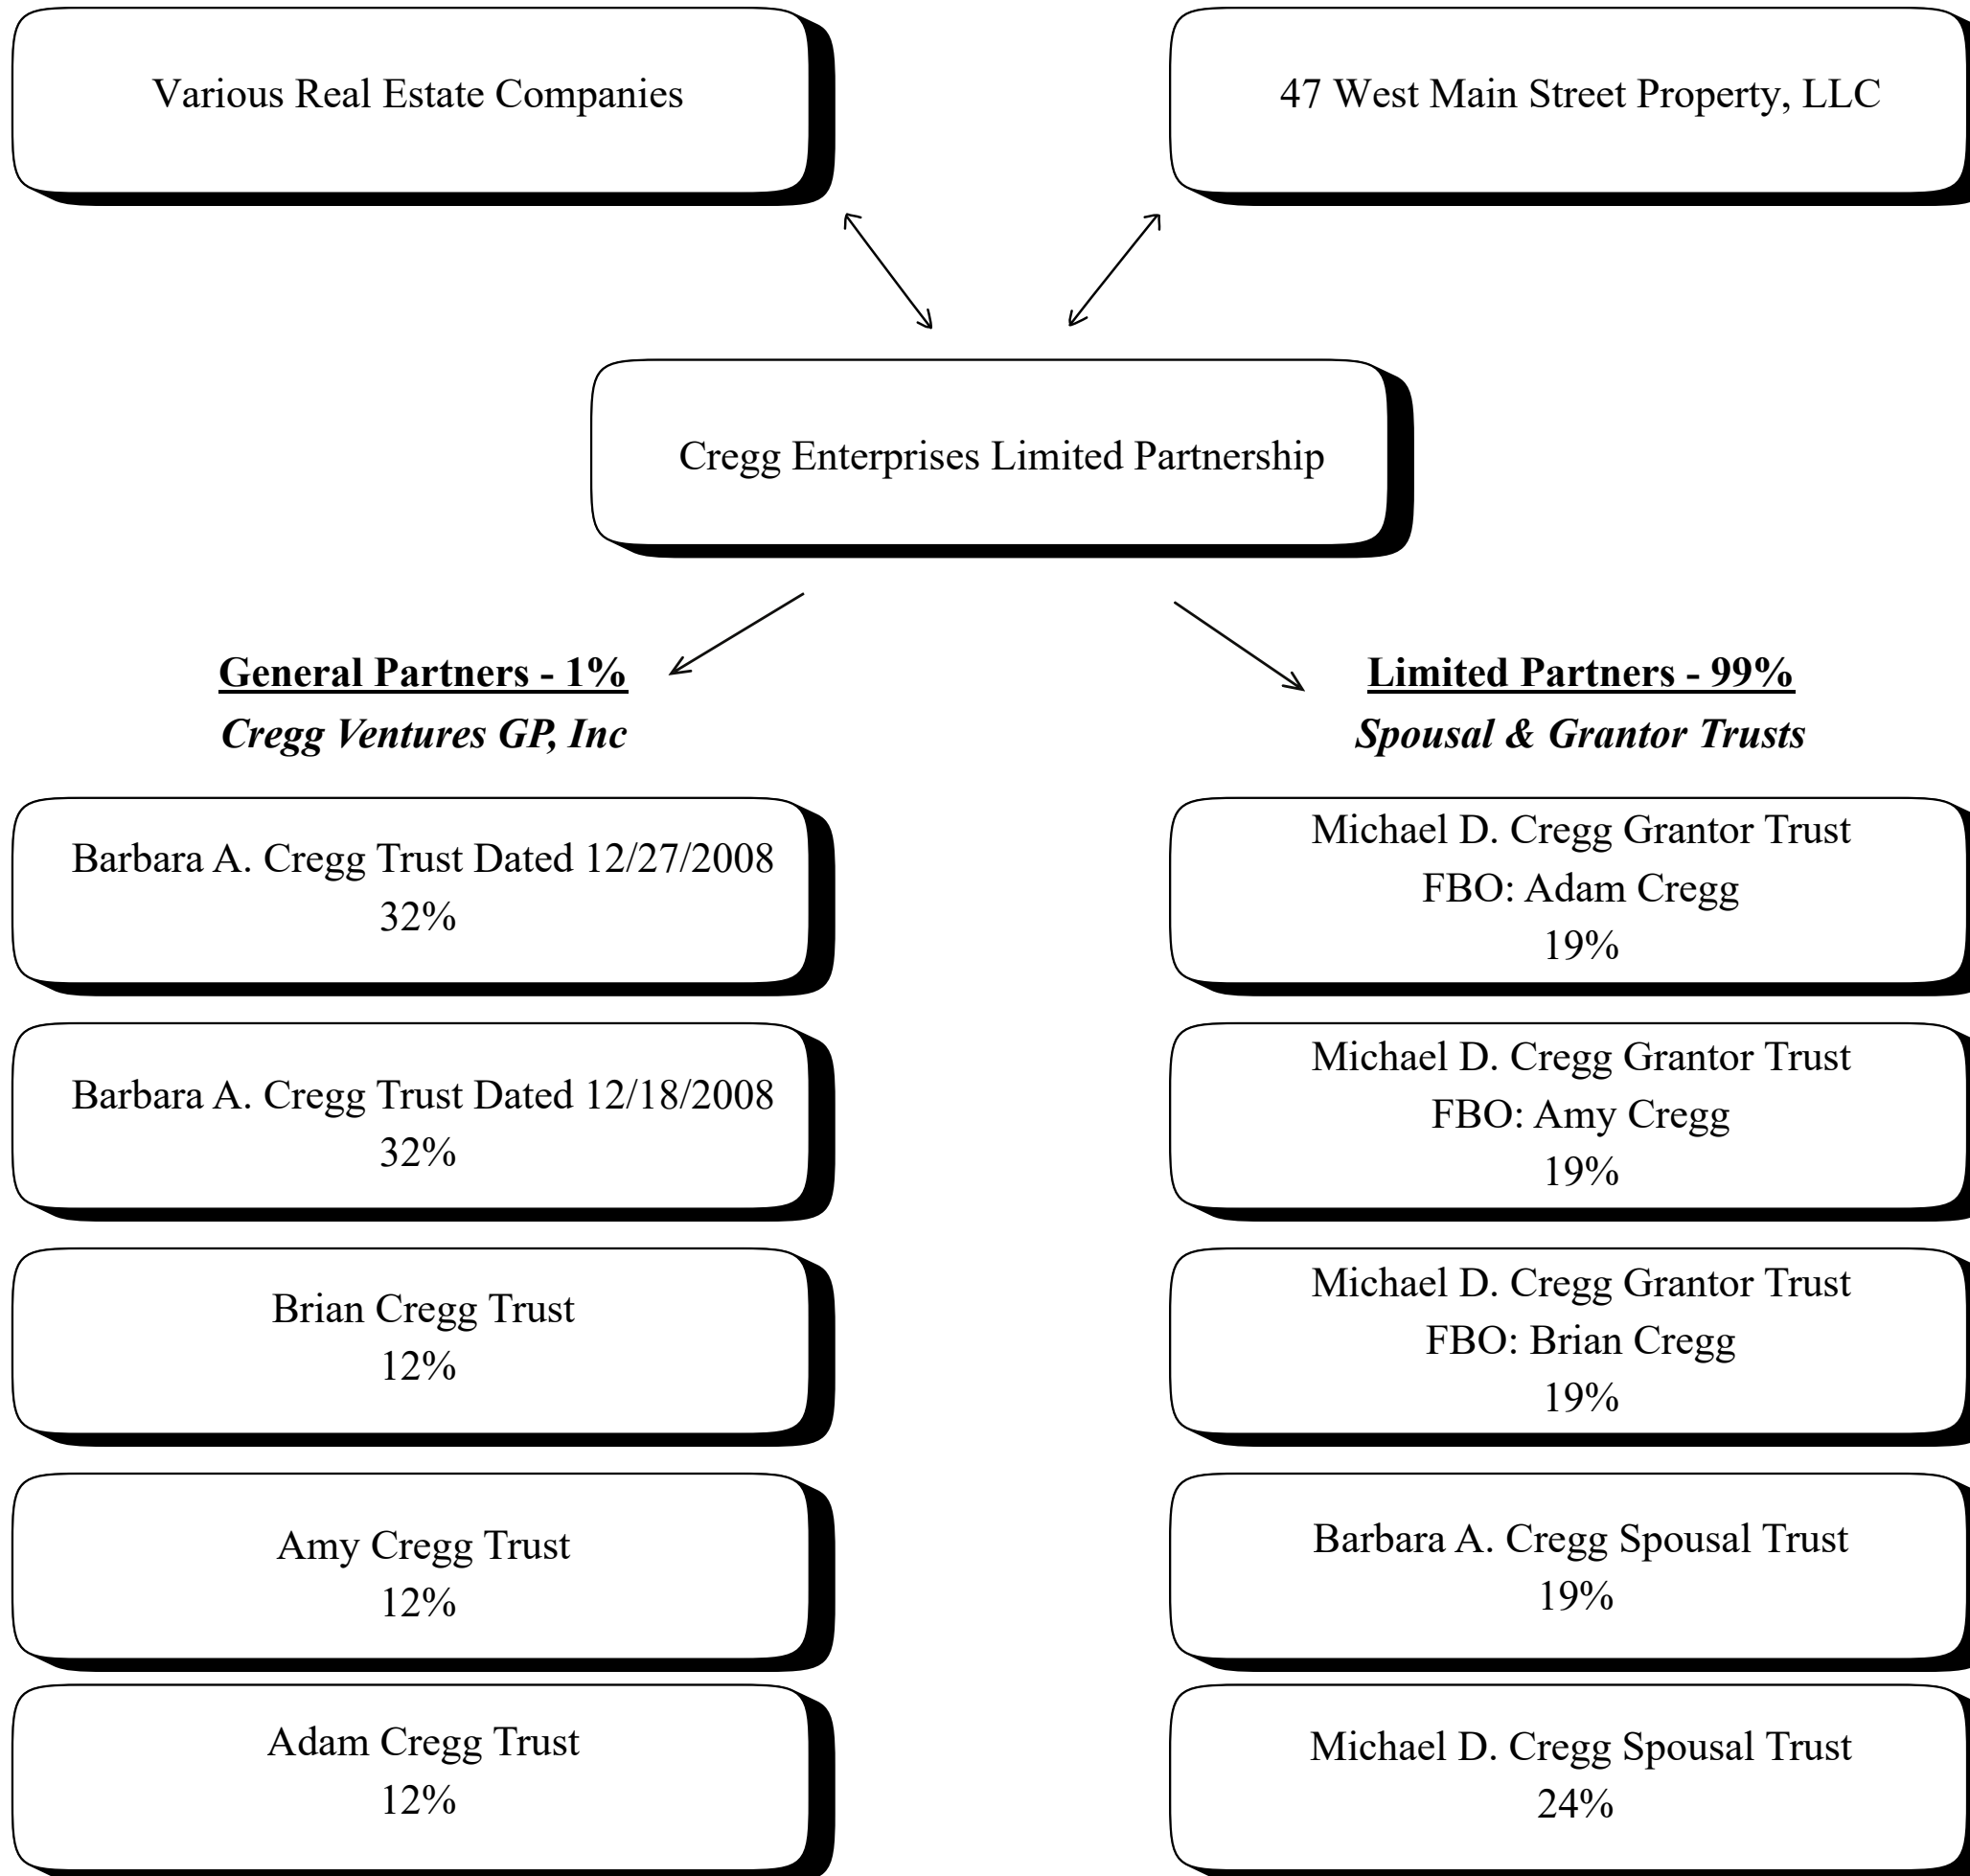 Various Real Estate Companies
47 West Main Street Property, LLC
Cregg Enterprises Limited Partnership
General Partners - 1%
Cregg Ventures GP, Inc
Barbara A. Cregg Trust Dated 12/27/2008
32%
Barbara A. Cregg Trust Dated 12/18/2008
32%
Brian Cregg Trust
12%
Amy Cregg Trust
12%
Adam Cregg Trust
12%
Limited Partners - 99%
Spousal & Grantor Trusts
Michael D. Cregg Grantor Trust
FBO: Adam Cregg
19%
Michael D. Cregg Grantor Trust
FBO: Amy Cregg
19%
Michael D. Cregg Grantor Trust
FBO: Brian Cregg
19%
Barbara A. Cregg Spousal Trust
19%
Michael D. Cregg Spousal Trust
24%